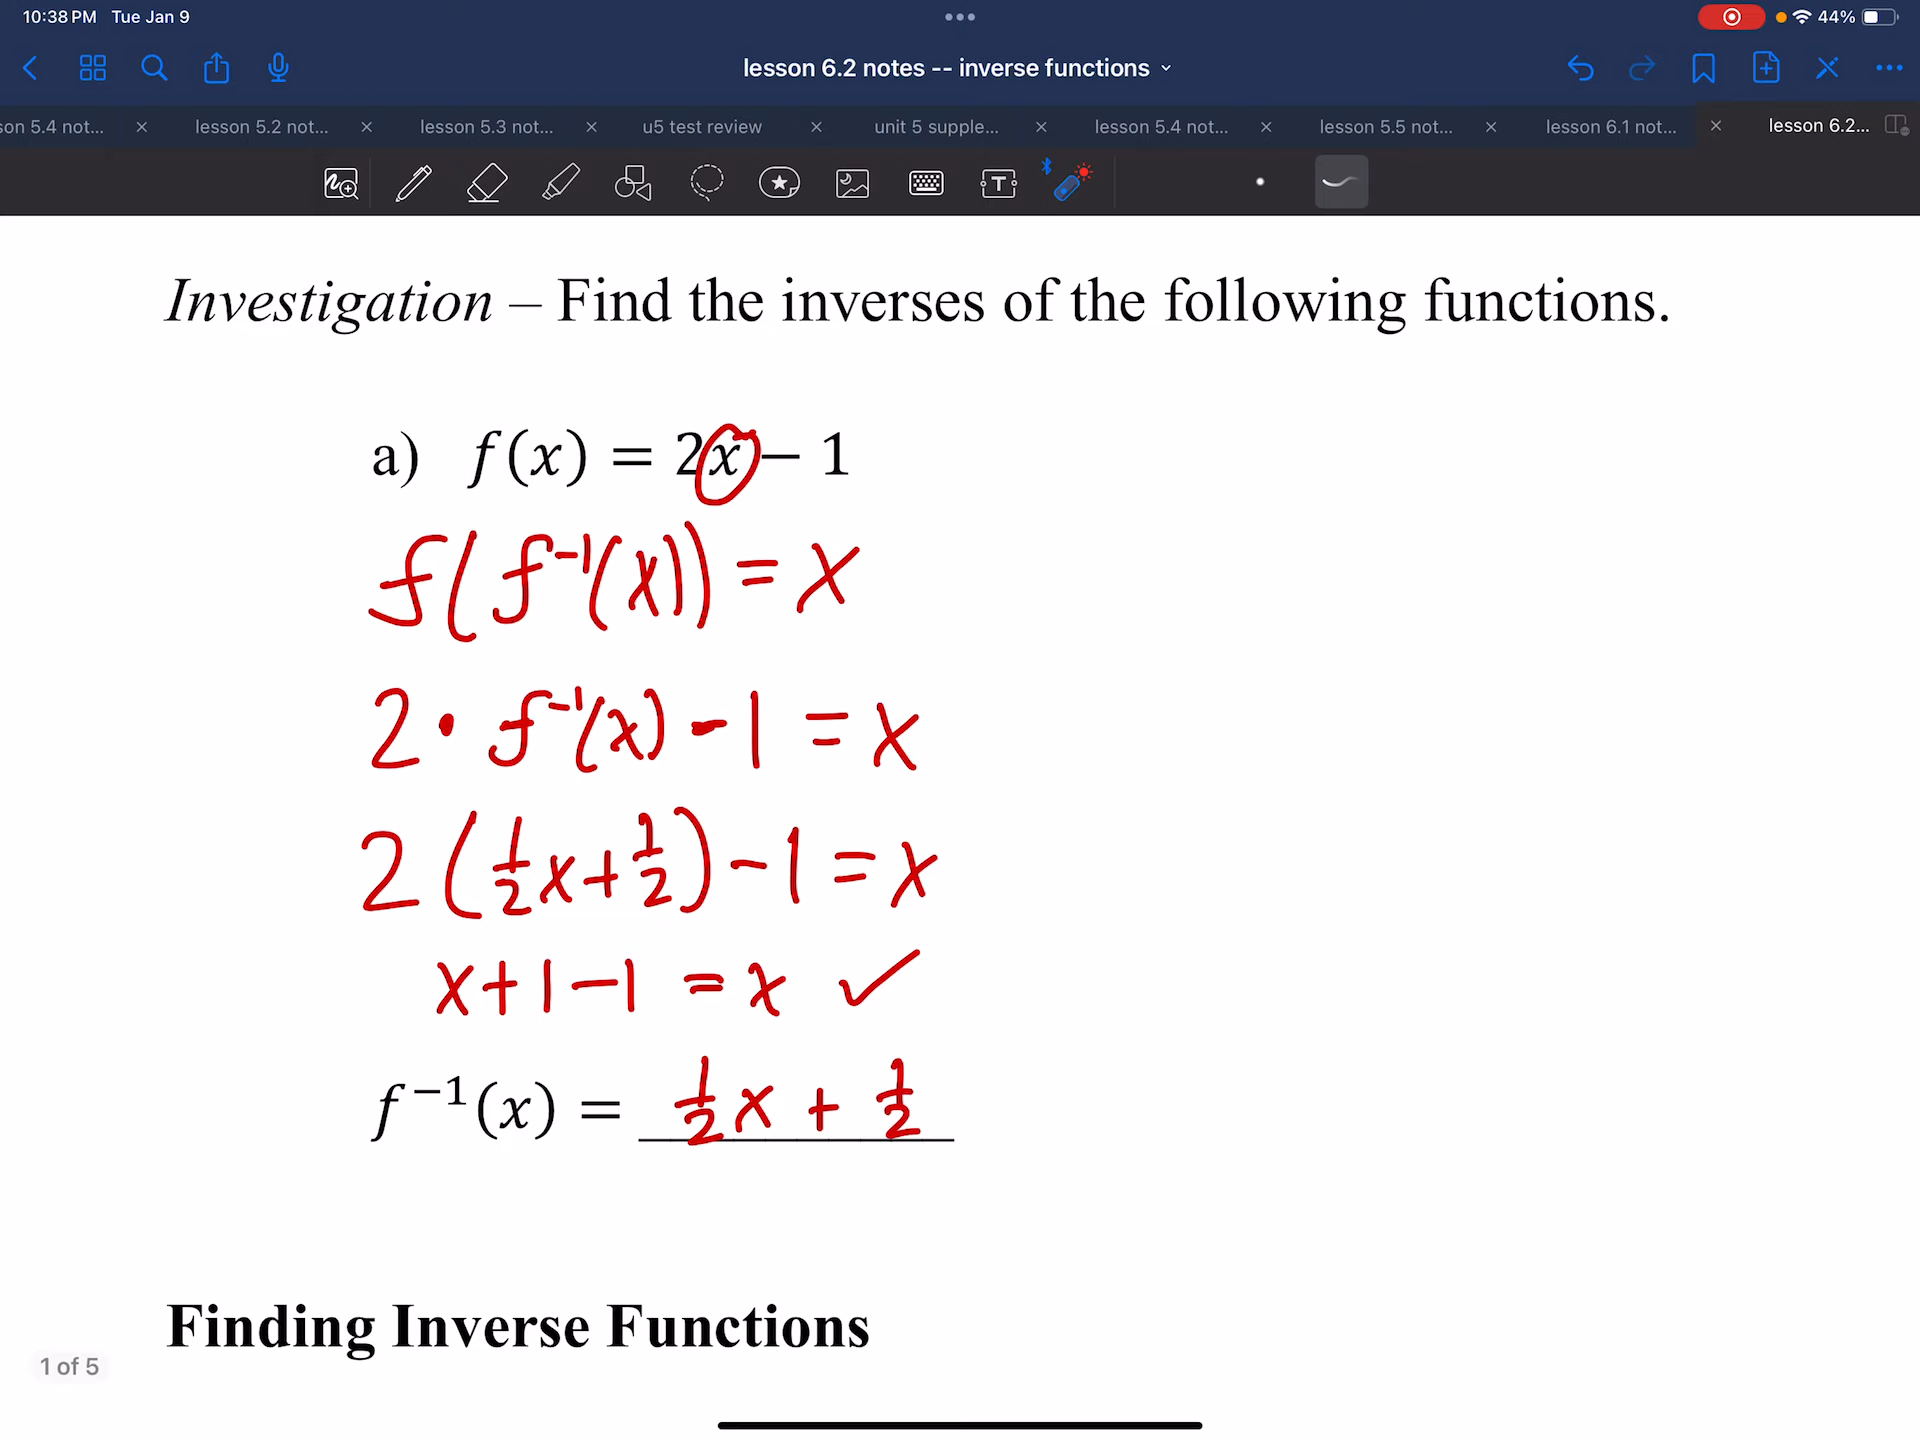 10:38 PM Tue Jan 9
44%
lesson 6.2 notes -- inverse functions
son 5.4 not... lesson 5.2 not... lesson 5.3 not... u5 test review unit 5 supple... lesson 5.4 not... lesson 5.5 not... lesson 6.1 not... lesson 6.2...
Investigation – Find the inverses of the following functions.
a) f(x) = 2x − 1
f(f⁻¹(x)) = x
2 · f⁻¹(x) - 1 = x
2(½x + ½) - 1 = x
x + 1 - 1 = x ✓
f⁻¹(x) = ½x + ½
Finding Inverse Functions
1 of 5